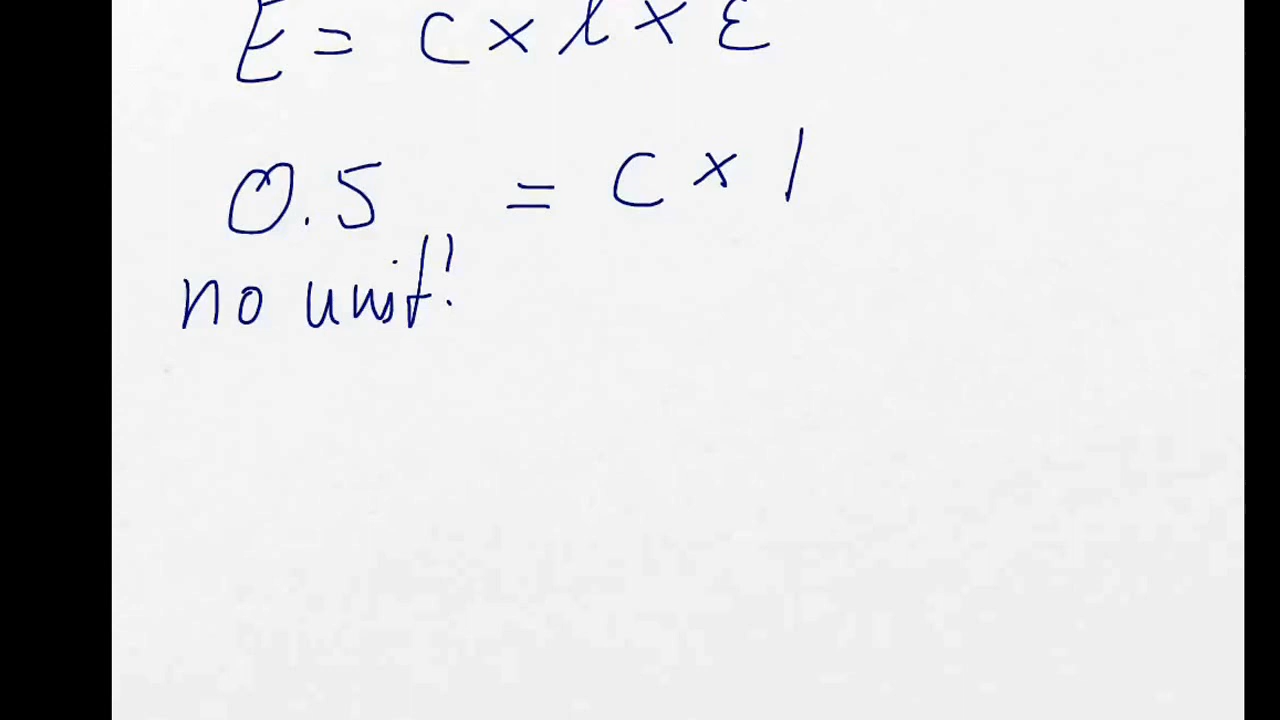 E = c x l x ε
0.5 = c x 1
no unit!